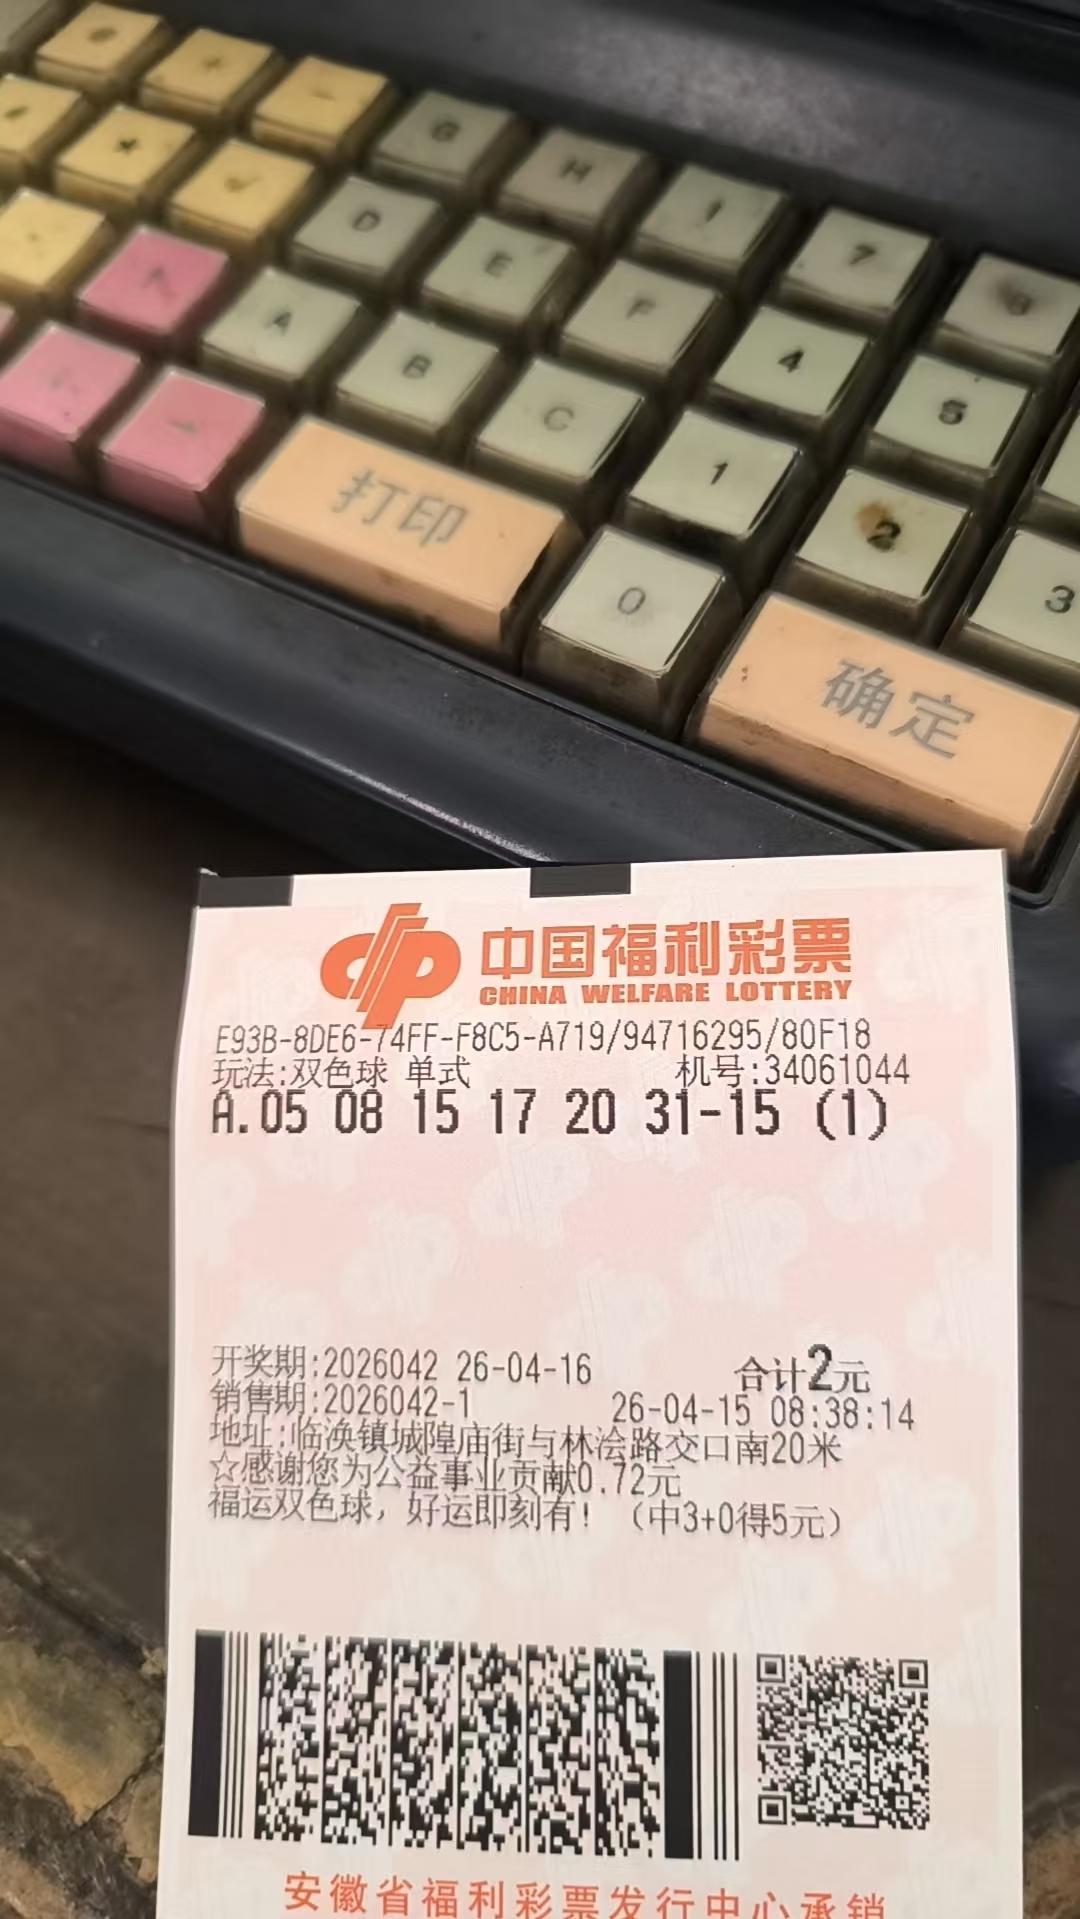 G H I 7
D E F 4 5
A B C 1 2 3
打印 0 确定
中国福利彩票
CHINA WELFARE LOTTERY
E93B-8DE6-74FF-F8C5-A719/94716295/80F18
玩法:双色球 单式 机号:34061044
A.05 08 15 17 20 31-15 (1)
开奖期:2026042 26-04-16 合计2元
销售期:2026042-1 26-04-15 08:38:14
地址:临涣镇城隍庙街与林浍路交口南20米
☆感谢您为公益事业贡献0.72元
福运双色球，好运即刻有！（中3+0得5元）
安徽省福利彩票发行中心承销